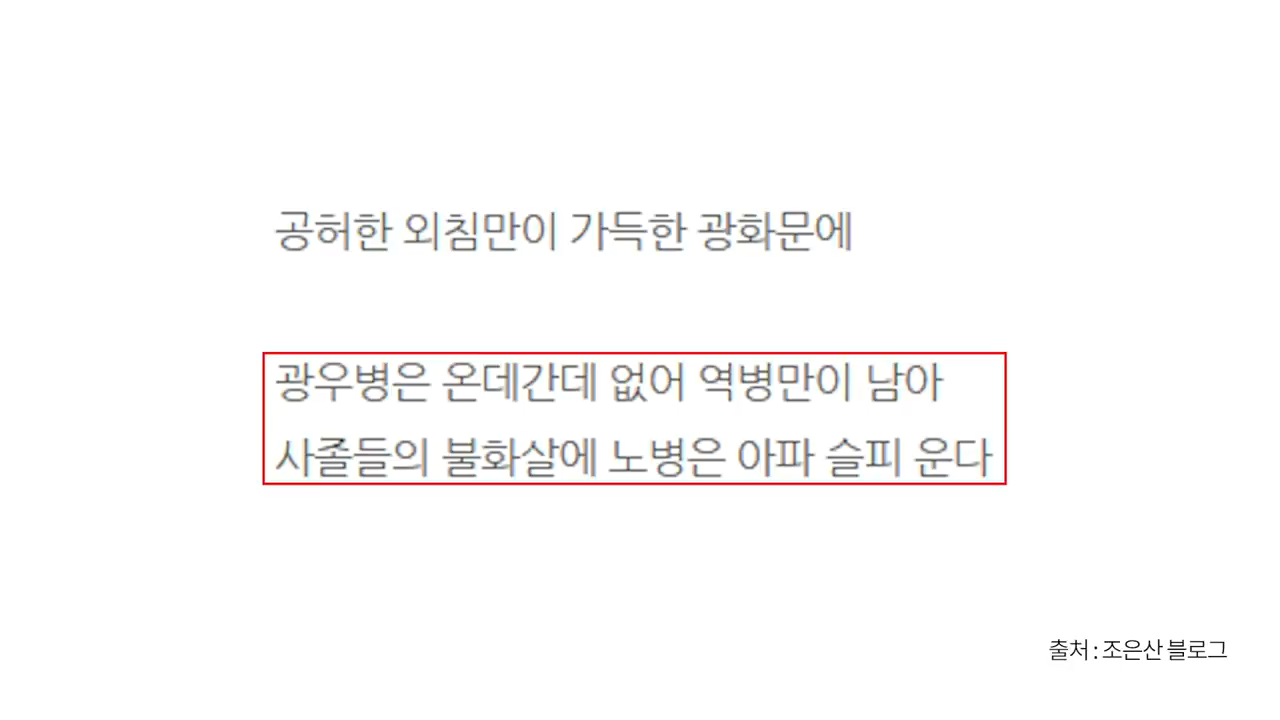 공허한 외침만이 가득한 광화문에
광우병은 온데간데 없어 역병만이 남아
사졸들의 불화살에 노병은 아파 슬피 운다
출처 : 조은산 블로그